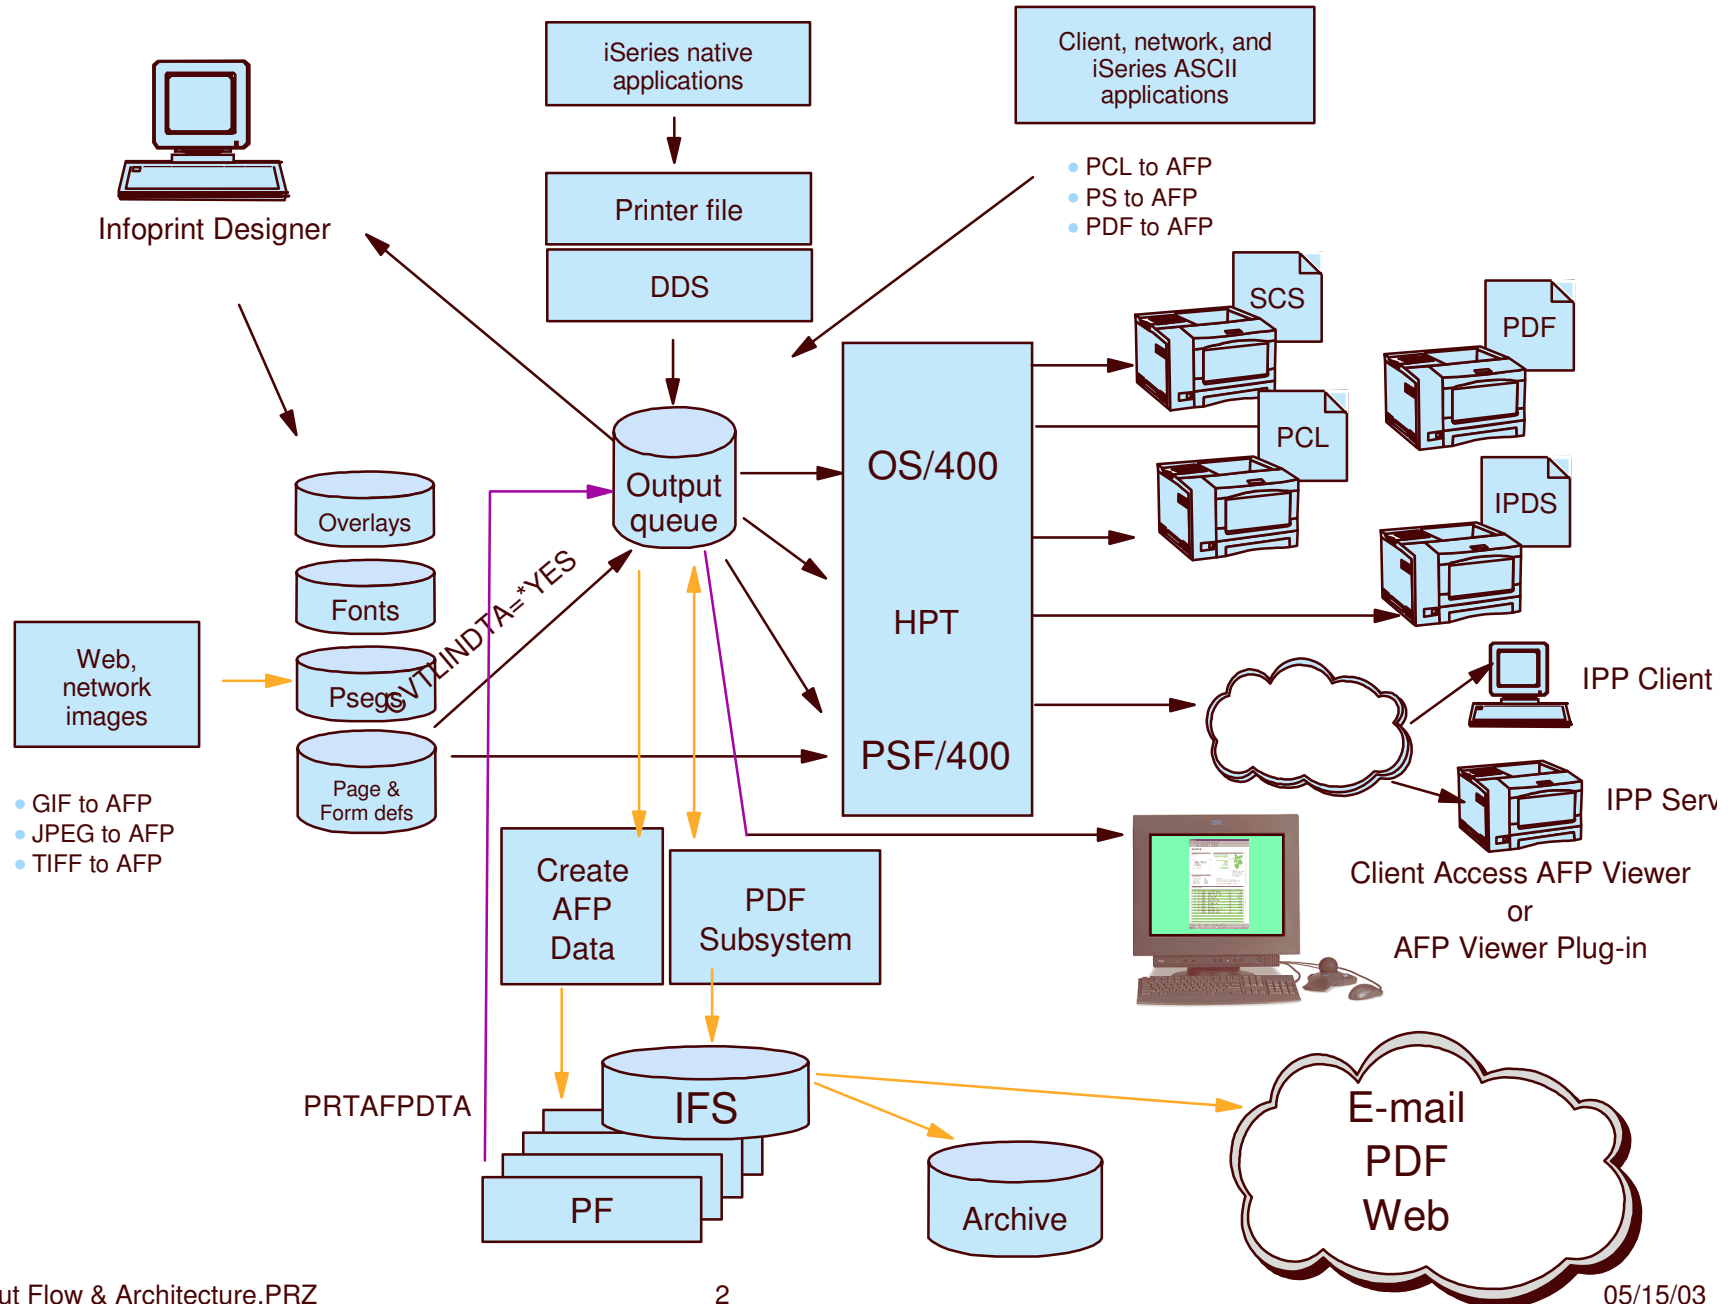 iSeries native
applications
Client, network, and
iSeries ASCII
applications
PCL to AFP
PS to AFP
PDF to AFP
Infoprint Designer
Printer file
DDS
SCS
PDF
PCL
IPDS
Output
queue
OS/400
HPT
PSF/400
Overlays
Fonts
Psegs
Page &
Form defs
CVTLINDTA=*YES
Web,
network
images
GIF to AFP
JPEG to AFP
TIFF to AFP
IPP Client
IPP Serv
Client Access AFP Viewer
or
AFP Viewer Plug-in
Create
AFP
Data
PDF
Subsystem
PRTAFPDTA
IFS
PF
Archive
E-mail
PDF
Web
ut Flow & Architecture.PRZ
2
05/15/03